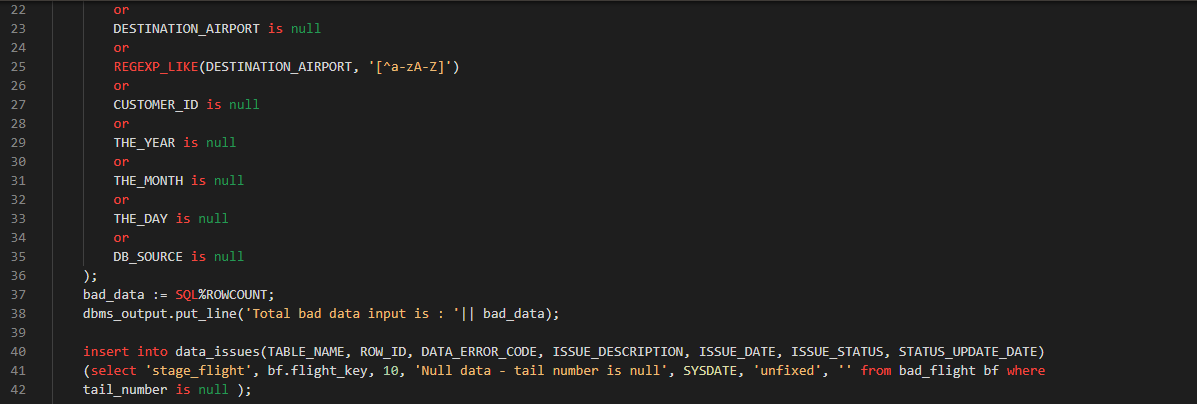 22 or
23 DESTINATION_AIRPORT is null
24 or
25 REGEXP_LIKE(DESTINATION_AIRPORT, '[^a-zA-Z]')
26 or
27 CUSTOMER_ID is null
28 or
29 THE_YEAR is null
30 or
31 THE_MONTH is null
32 or
33 THE_DAY is null
34 or
35 DB_SOURCE is null
36 );
37 bad_data := SQL%ROWCOUNT;
38 dbms_output.put_line('Total bad data input is : '|| bad_data);
39
40 insert into data_issues(TABLE_NAME, ROW_ID, DATA_ERROR_CODE, ISSUE_DESCRIPTION, ISSUE_DATE, ISSUE_STATUS, STATUS_UPDATE_DATE)
41 (select 'stage_flight', bf.flight_key, 10, 'Null data - tail number is null', SYSDATE, 'unfixed', '' from bad_flight bf where
42 tail_number is null );